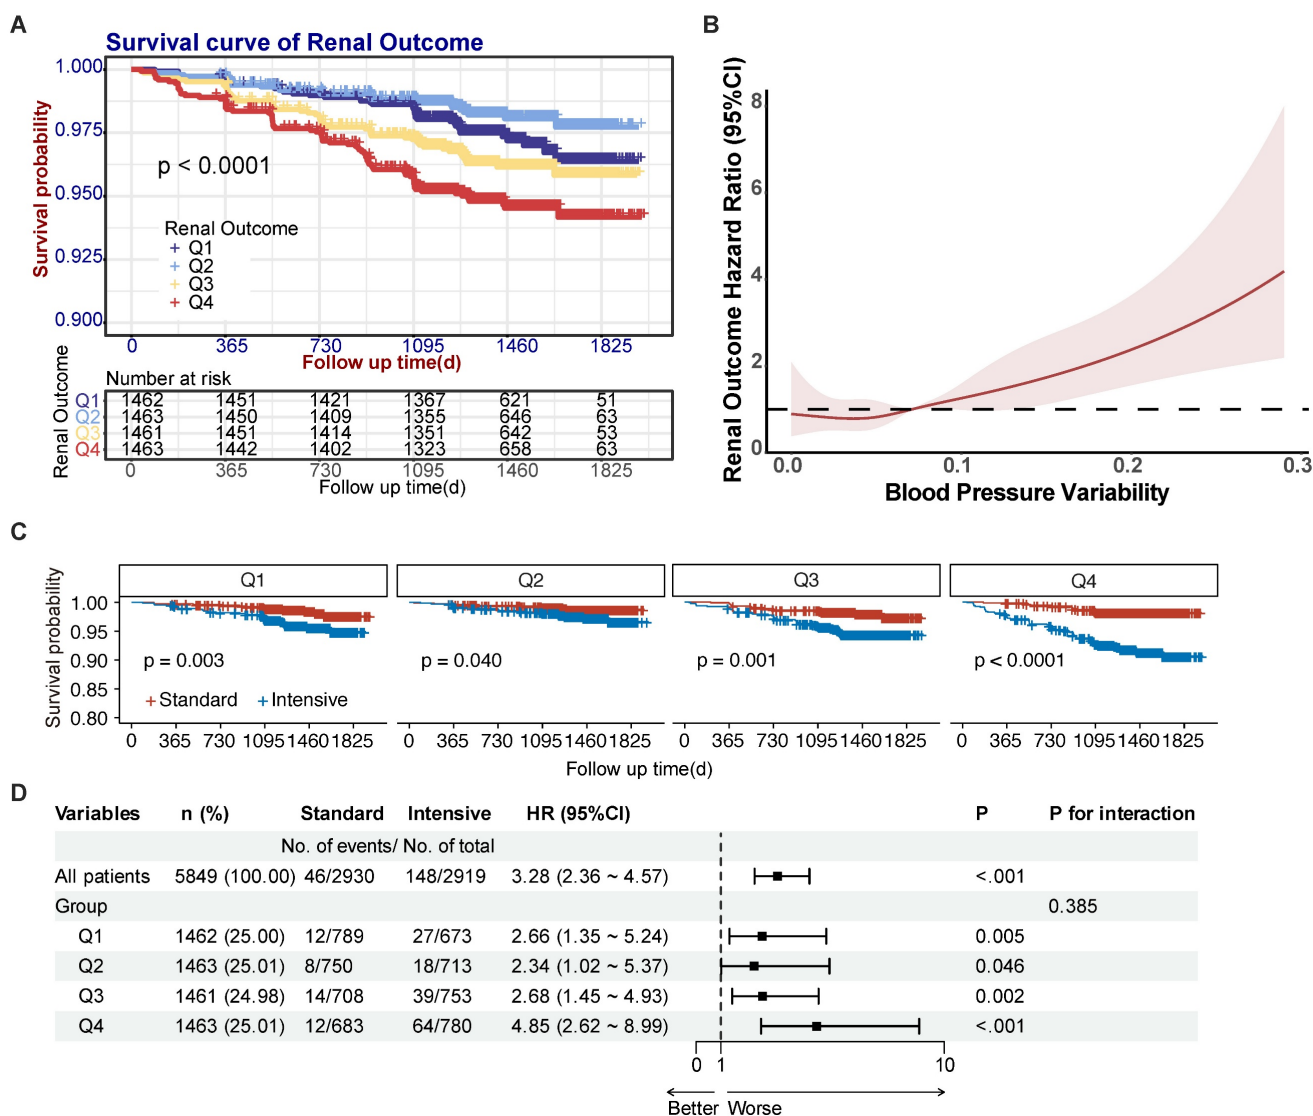 A
Survival curve of Renal Outcome
1.000
0.975
0.950
0.925
0.900
Survival probability
p < 0.0001
Renal Outcome
Q1
Q2
Q3
Q4
0 365 730 1095 1460 1825
Follow up time(d)
Number at risk
Renal Outcome
Q1 1462 1451 1421 1367 621 51
Q2 1463 1450 1409 1355 646 63
Q3 1461 1451 1414 1351 642 53
Q4 1463 1442 1402 1323 658 63
0 365 730 1095 1460 1825
Follow up time(d)
B
Renal Outcome Hazard Ratio (95%CI)
8
6
4
2
0
0.0 0.1 0.2 0.3
Blood Pressure Variability
C
Survival probability
Q1 Q2 Q3 Q4
1.00
0.95
0.90
0.85
0.80
p = 0.003 p = 0.040 p = 0.001 p < 0.0001
Standard Intensive
0 365 730 1095 1460 1825 0 365 730 1095 1460 1825 0 365 730 1095 1460 1825 0 365 730 1095 1460 1825
Follow up time(d)
D
Variables n (%) Standard Intensive HR (95%CI) P P for interaction
No. of events/ No. of total
All patients 5849 (100.00) 46/2930 148/2919 3.28 (2.36 ~ 4.57) <.001
Group 0.385
Q1 1462 (25.00) 12/789 27/673 2.66 (1.35 ~ 5.24) 0.005
Q2 1463 (25.01) 8/750 18/713 2.34 (1.02 ~ 5.37) 0.046
Q3 1461 (24.98) 14/708 39/753 2.68 (1.45 ~ 4.93) 0.002
Q4 1463 (25.01) 12/683 64/780 4.85 (2.62 ~ 8.99) <.001
0 1 10
Better Worse